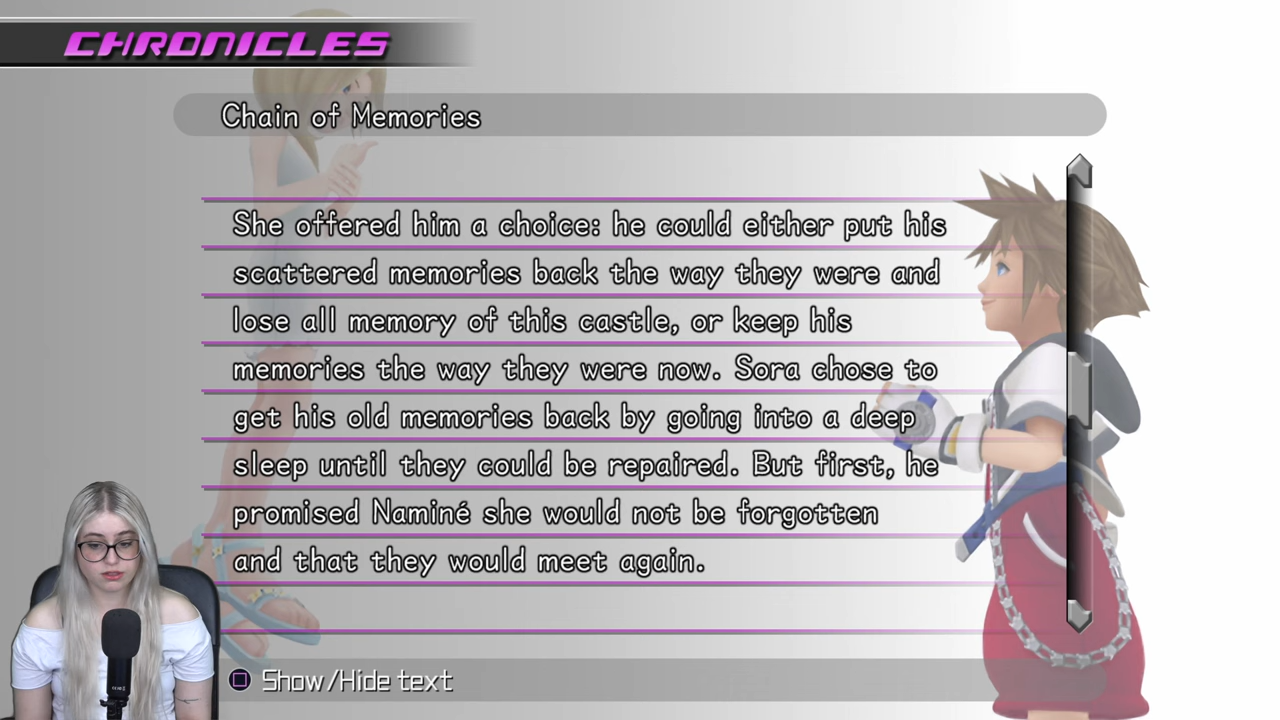 CHRONICLES
Chain of Memories
She offered him a choice: he could either put his
scattered memories back the way they were and
lose all memory of this castle, or keep his
memories the way they were now. Sora chose to
get his old memories back by going into a deep
sleep until they could be repaired. But first, he
promised Naminé she would not be forgotten
and that they would meet again.
Show/Hide text